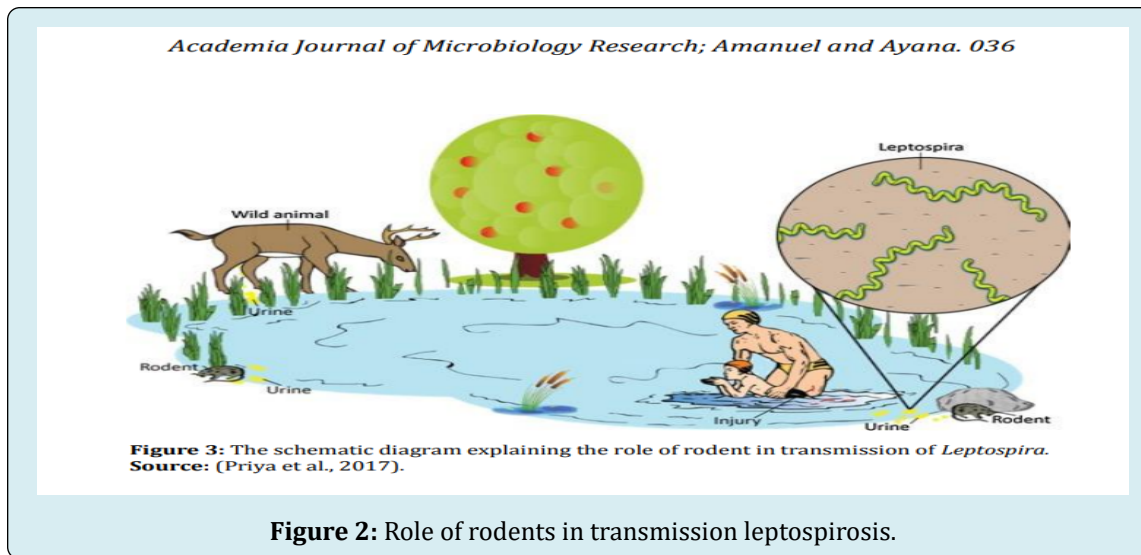 Academia Journal of Microbiology Research; Amanuel and Ayana. 036
Leptospira
Wild animal
Urine
Rodent
Urine
Injury
Urine
Rodent
Figure 3: The schematic diagram explaining the role of rodent in transmission of Leptospira.
Source: (Priya et al., 2017).
Figure 2: Role of rodents in transmission leptospirosis.